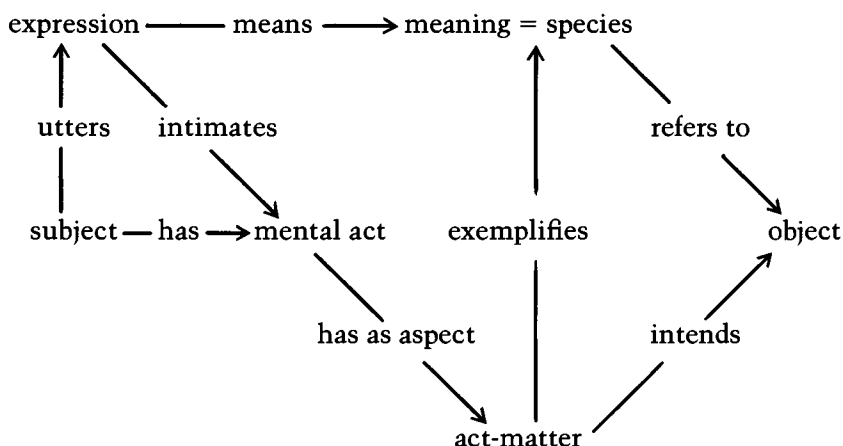 expression means meaning = species
utters intimates refers to
subject has mental act exemplifies object
has as aspect intends
act-matter